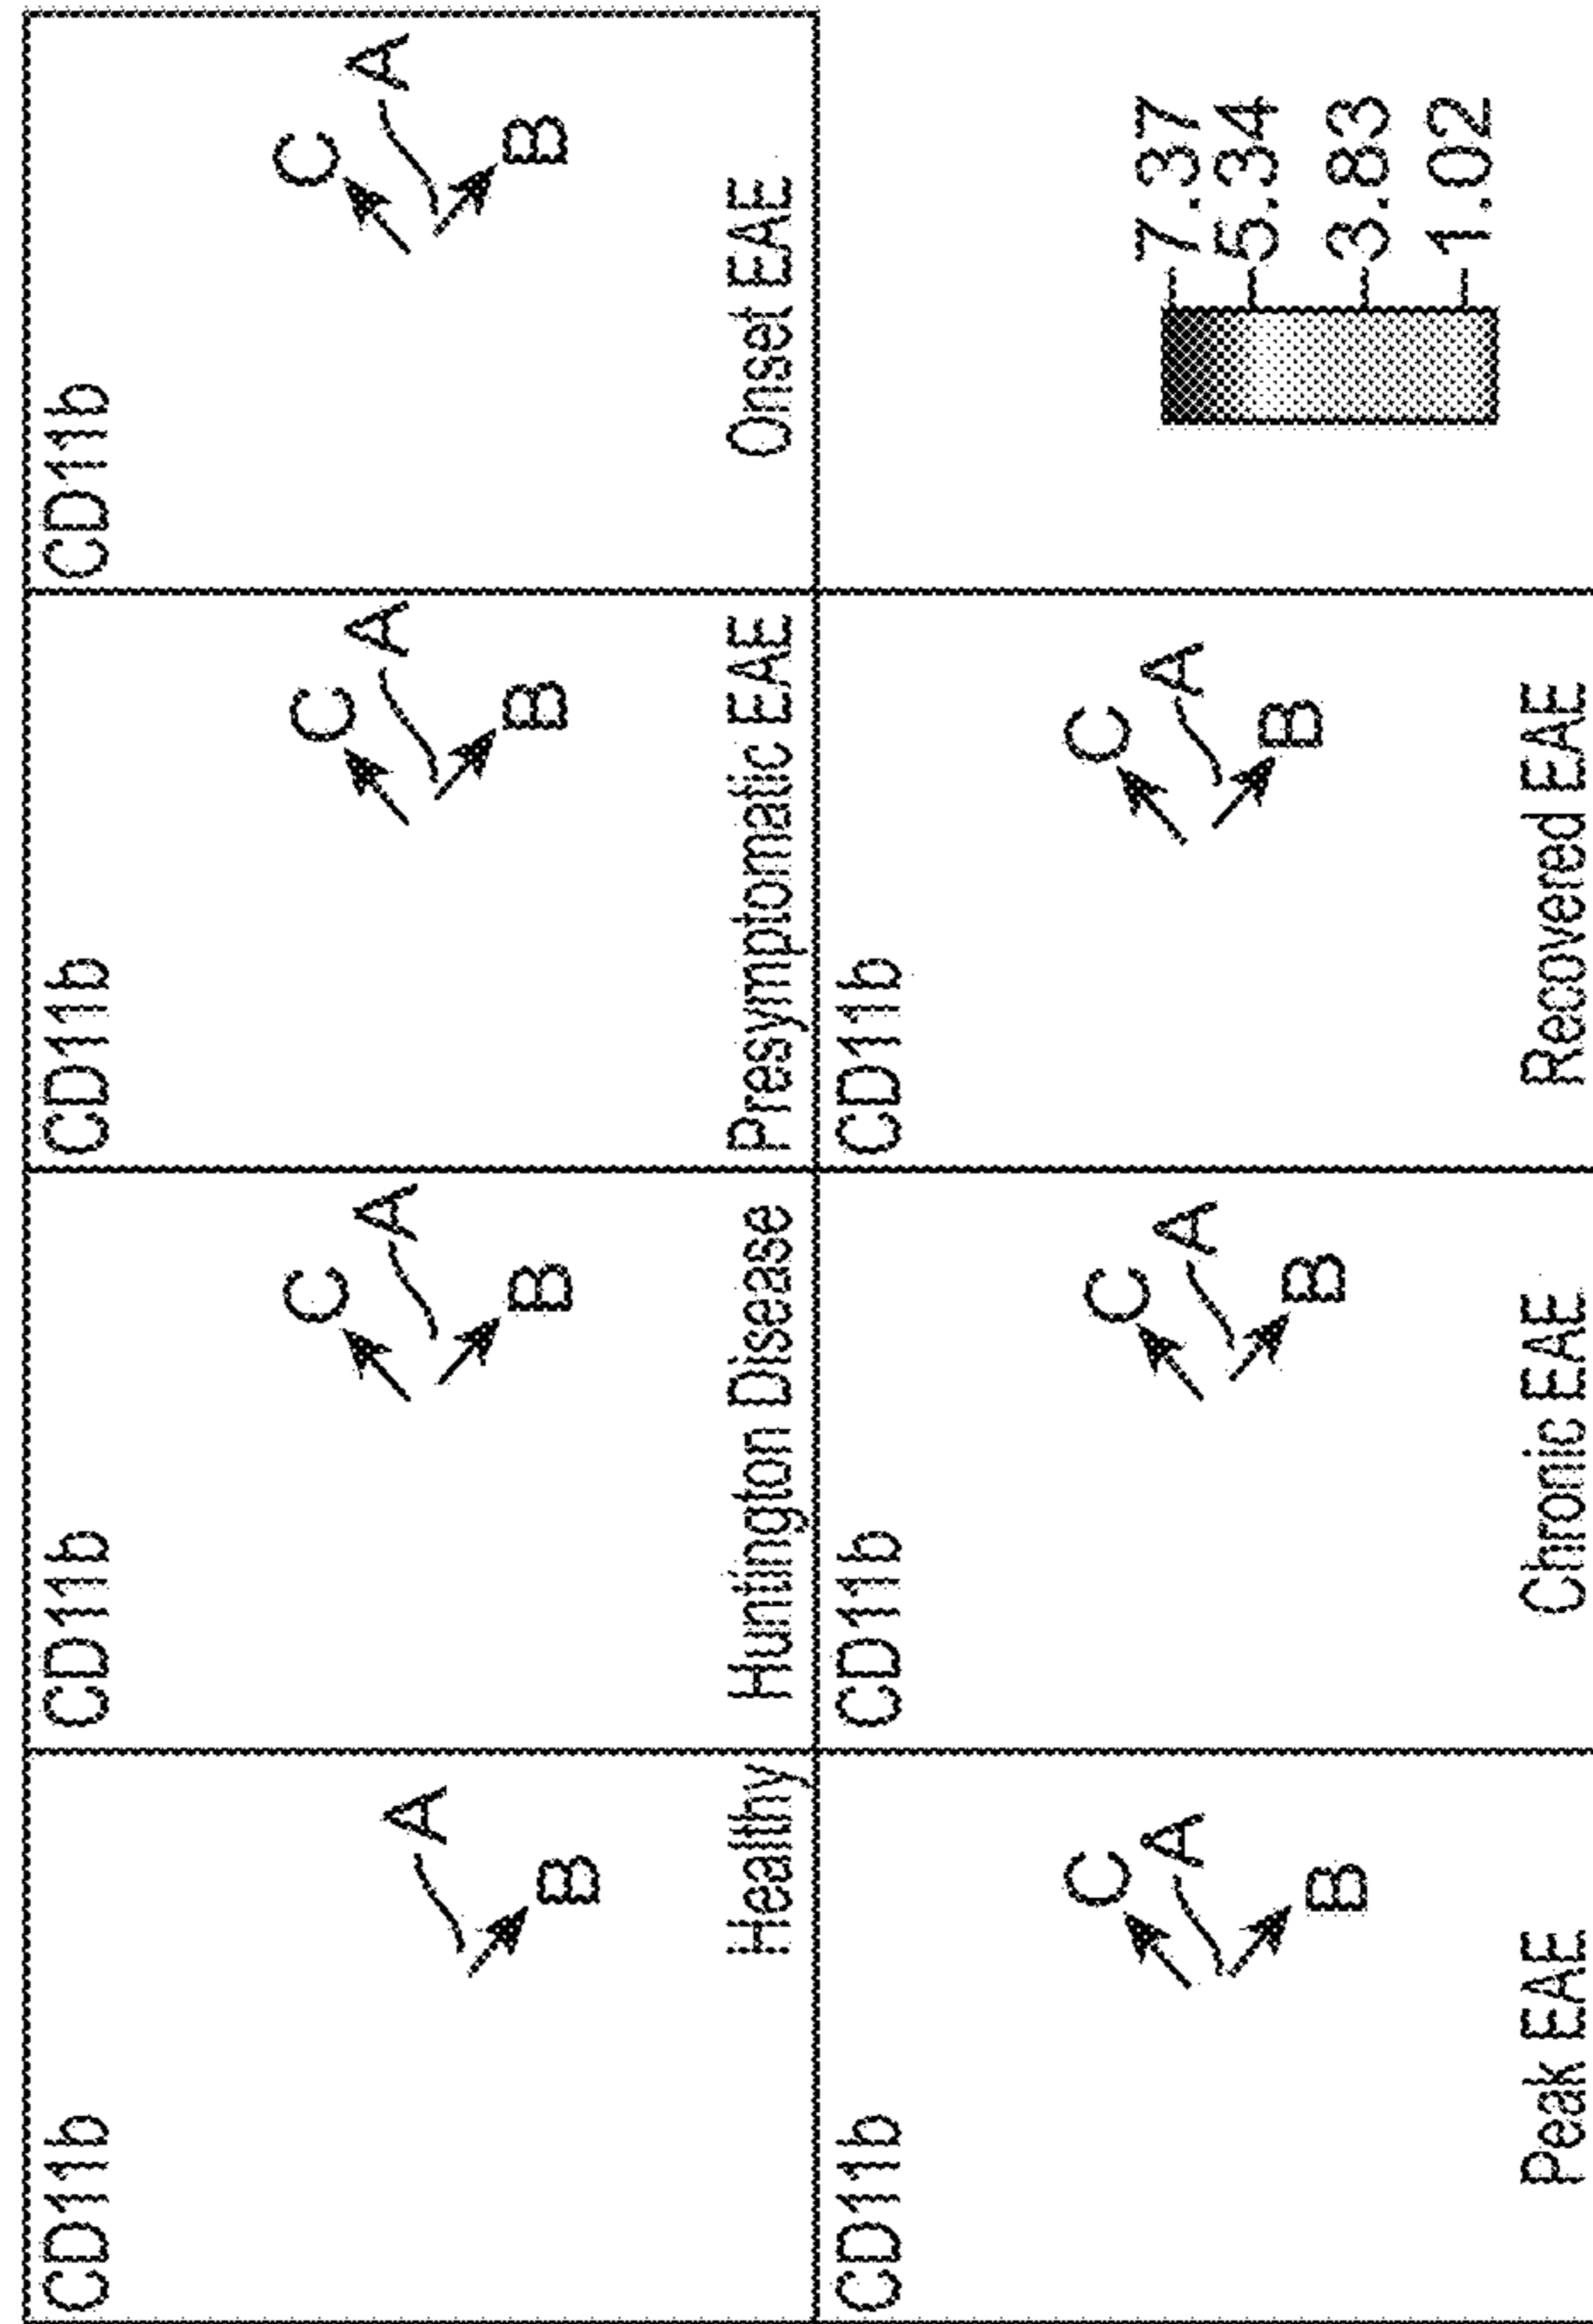 CD11b
A
B
Healthy
CD11b
C
A
B
Huntington Disease
CD11b
C
A
B
Presymptomatic EAE
CD11b
C
A
B
Onset EAE
CD11b
C
A
B
Peak EAE
CD11b
C
A
B
Chronic EAE
CD11b
C
A
B
Recovered EAE
7.37
5.34
3.83
1.02